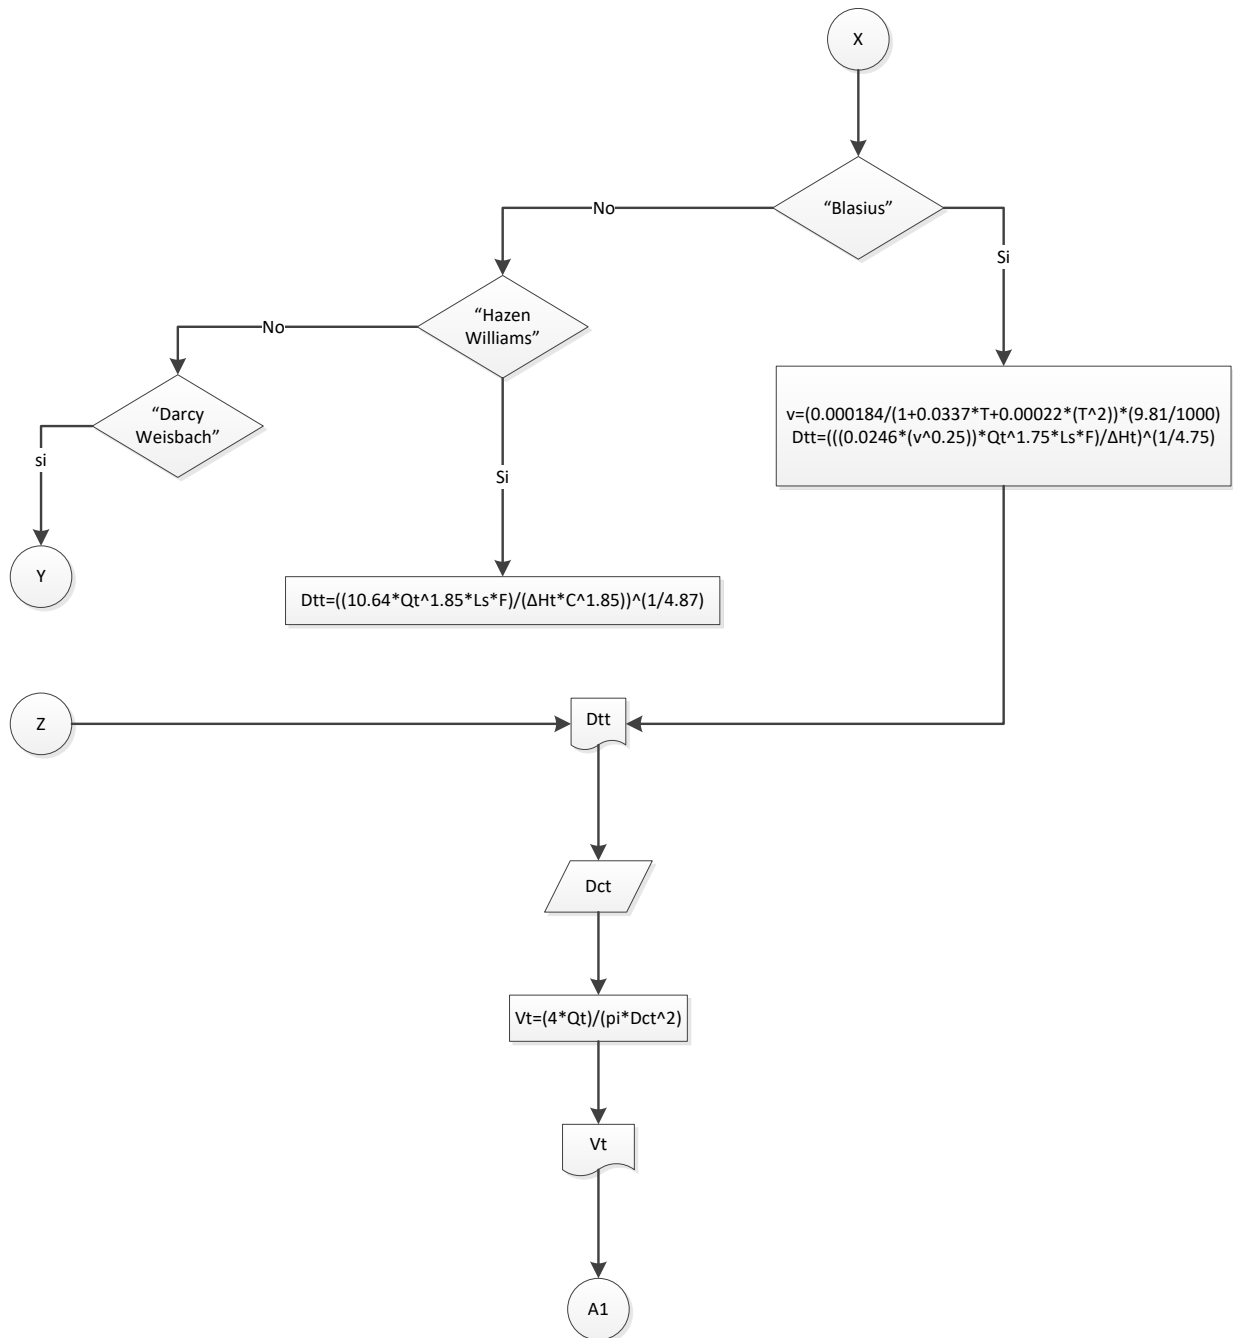 X
“Blasius”
No
Si
“Hazen
Williams”
No
“Darcy
Weisbach”
si
Si
v=(0.000184/(1+0.0337*T+0.00022*(T^2))*(9.81/1000)
Dtt=(((0.0246*(v^0.25))*Qt^1.75*Ls*F)/ΔHt)^(1/4.75)
Y
Dtt=((10.64*Qt^1.85*Ls*F)/(ΔHt*C^1.85))^(1/4.87)
Z
Dtt
Dct
Vt=(4*Qt)/(pi*Dct^2)
Vt
A1